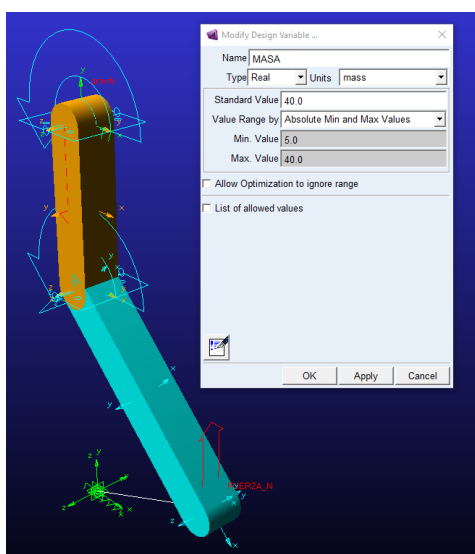 Modify Design Variable ...
Name MASA
Type Real Units mass
Standard Value 40.0
Value Range by Absolute Min and Max Values
Min. Value 5.0
Max. Value 40.0
Allow Optimization to ignore range
List of allowed values
OK Apply Cancel
y
x
z
y
x
z
x
y
x
y
ERZA_N
z y
y
z
x
z
x